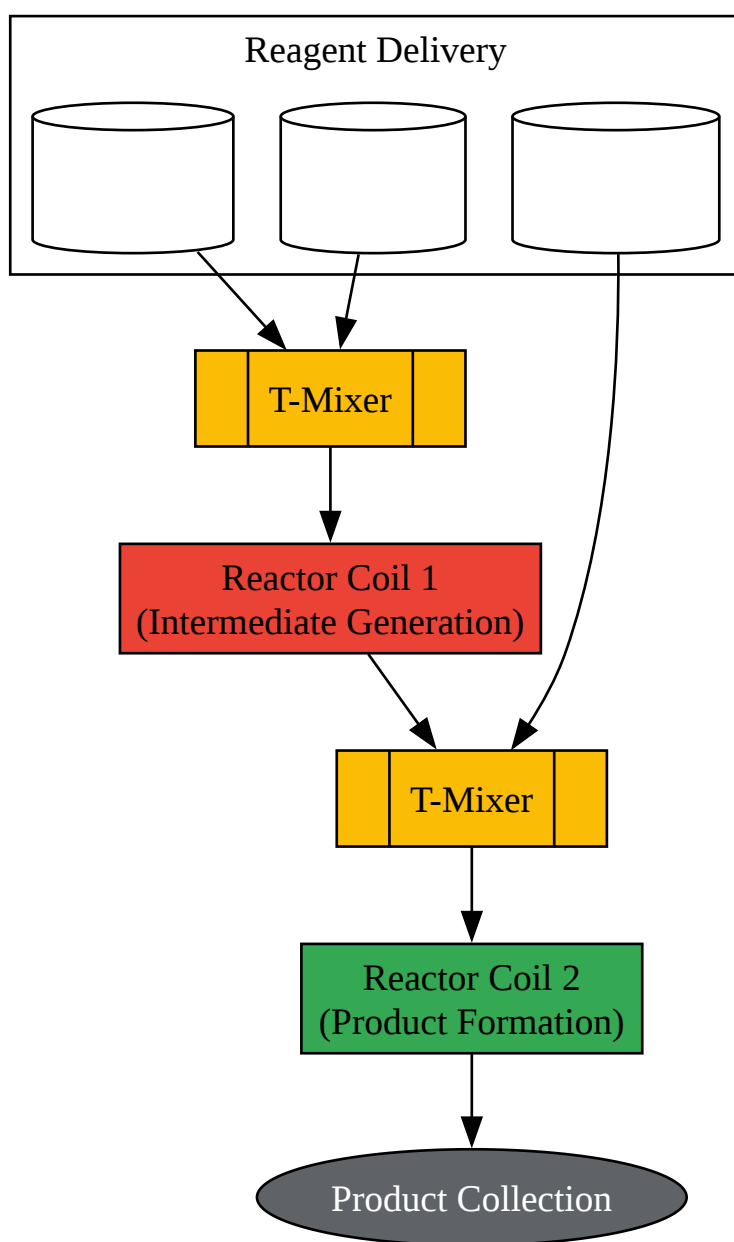 Reagent Delivery
T-Mixer
Reactor Coil 1
(Intermediate Generation)
T-Mixer
Reactor Coil 2
(Product Formation)
Product Collection